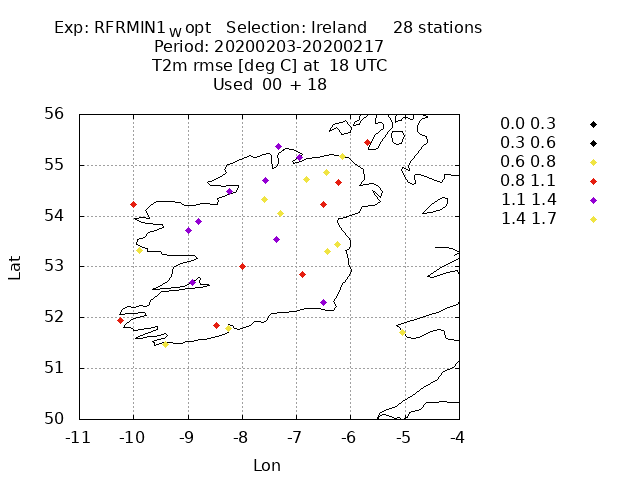 Exp: RFRMIN1 W opt Selection: Ireland 28 stations
Period: 20200203-20200217
T2m rmse [deg C] at 18 UTC
Used 00 + 18
0.0 0.3
0.3 0.6
0.6 0.8
0.8 1.1
1.1 1.4
1.4 1.7
56
55
54
53
52
51
50
Lat
-11 -10 -9 -8 -7 -6 -5 -4
Lon